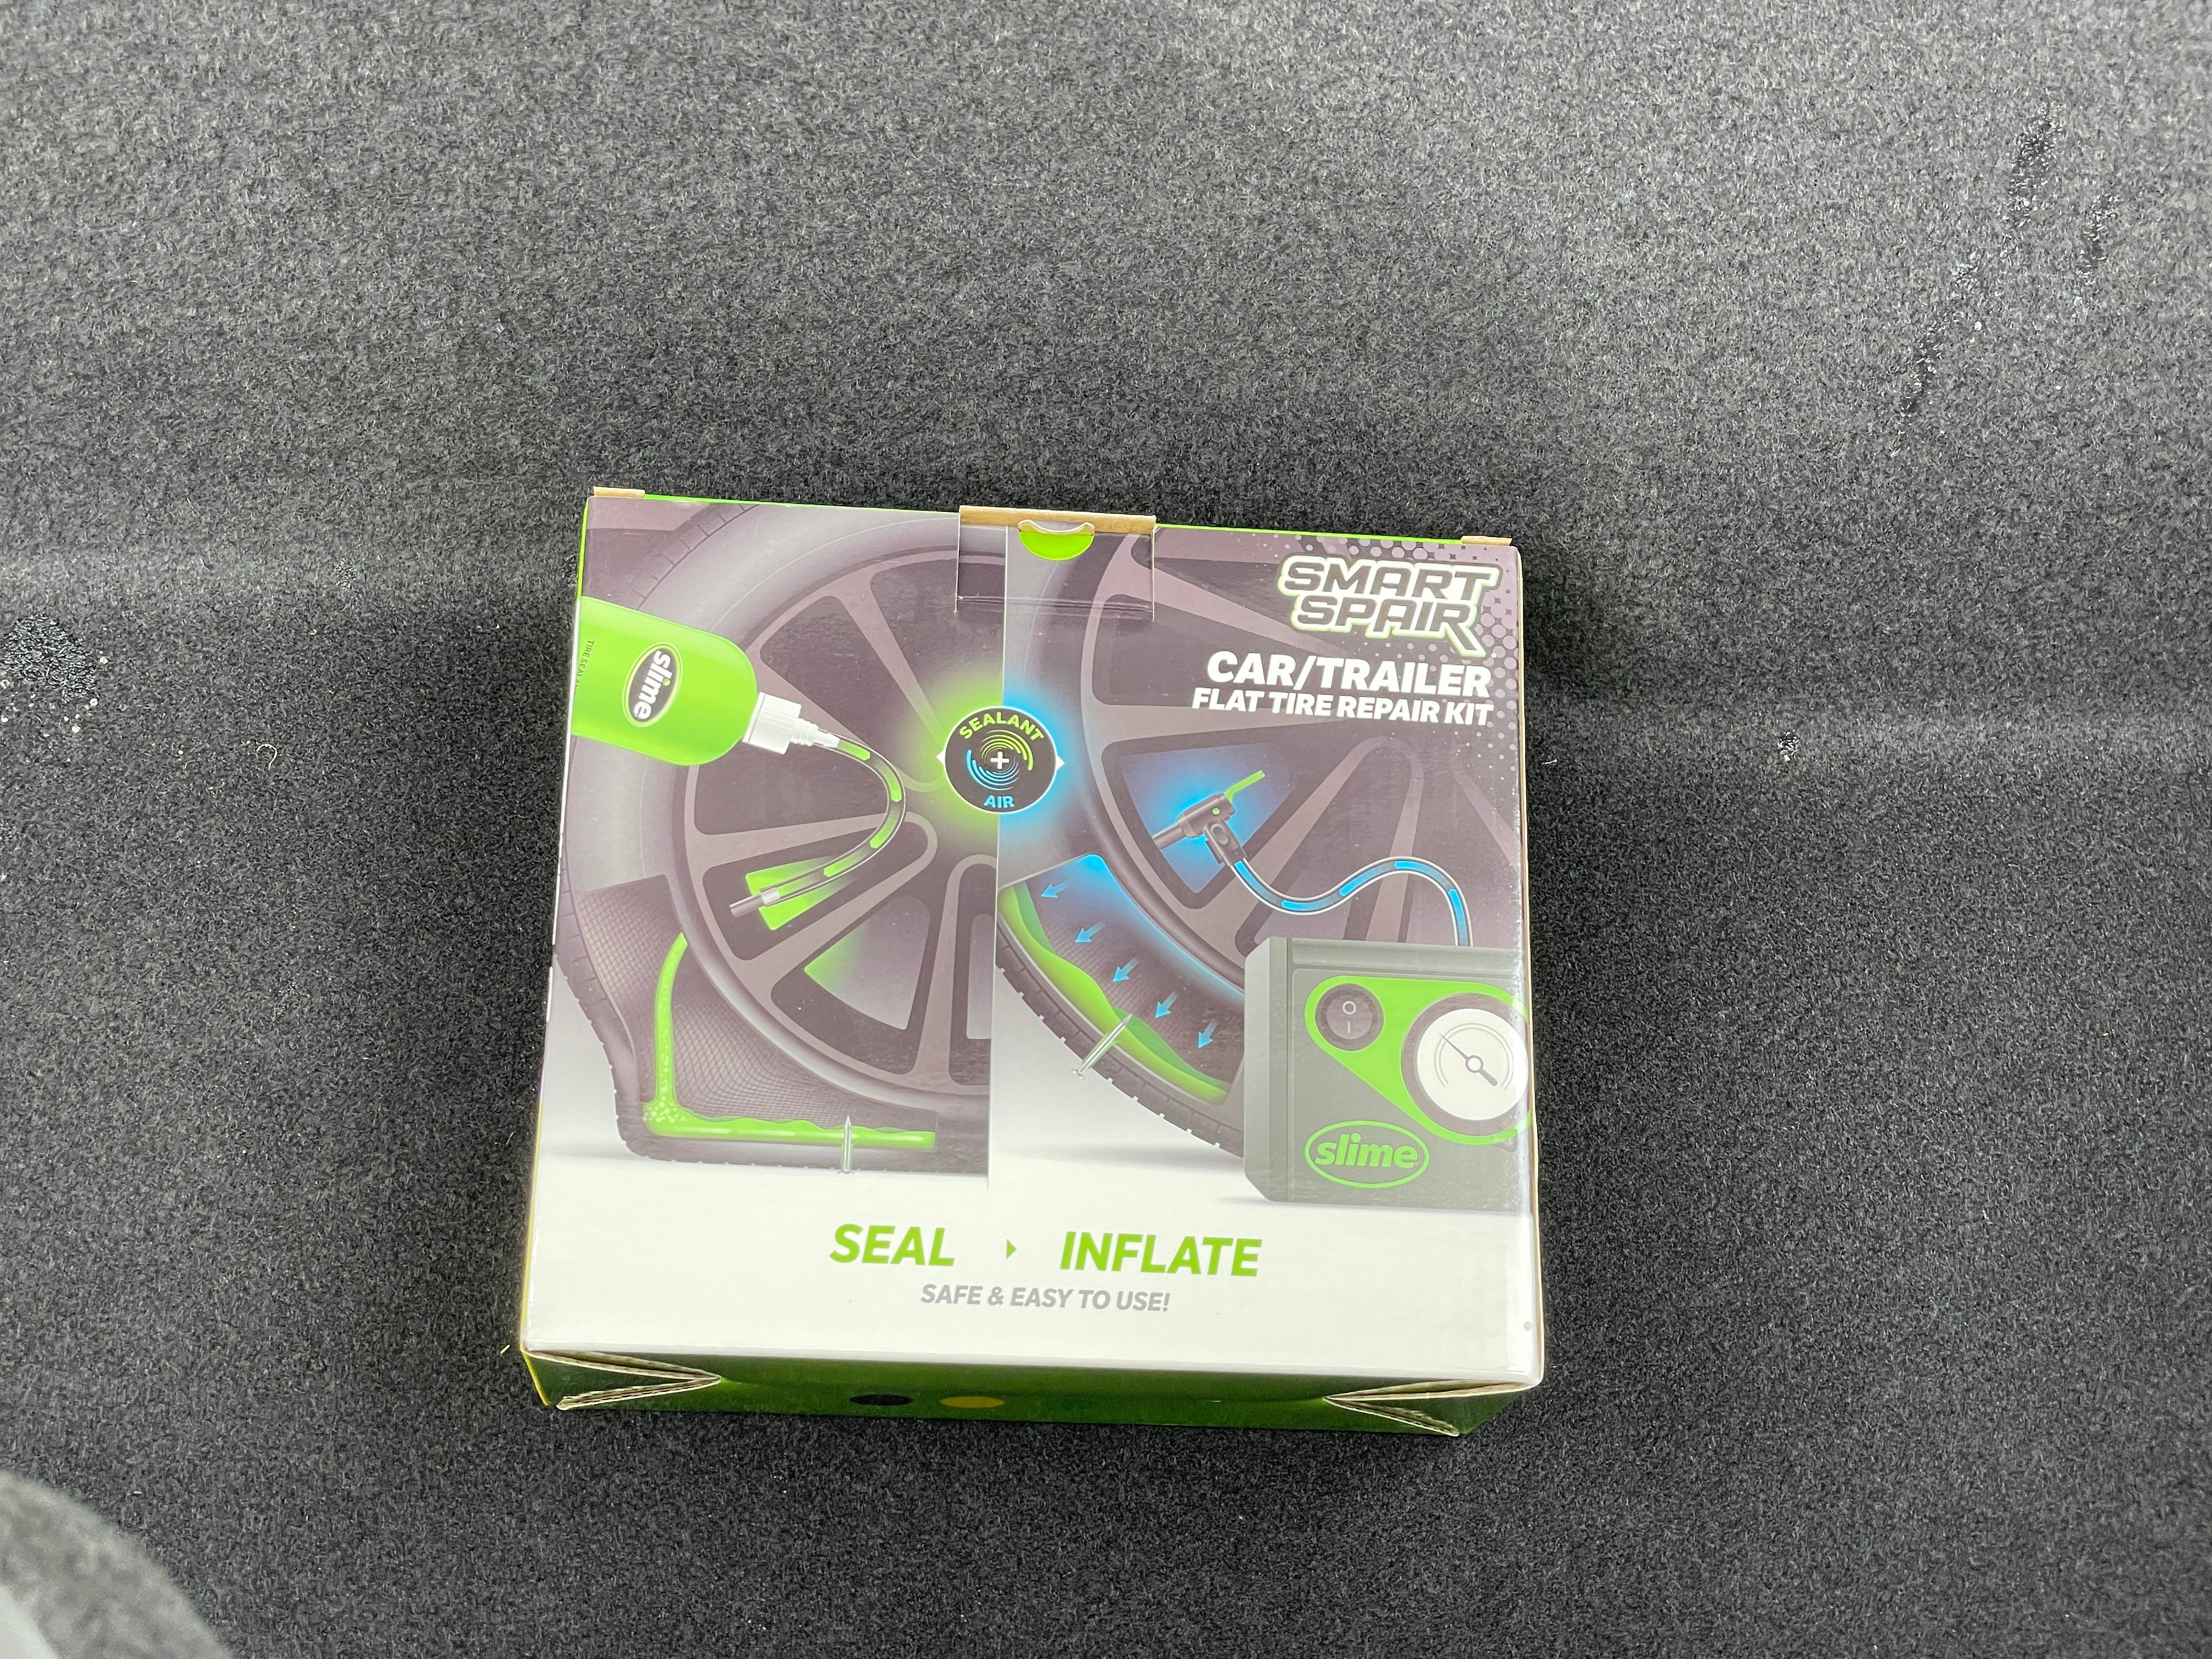 SMART
SPAIR
CAR/TRAILER
FLAT TIRE REPAIR KIT
slime
SEALANT
+
AIR
O
I
slime
SEAL
INFLATE
SAFE & EASY TO USE!